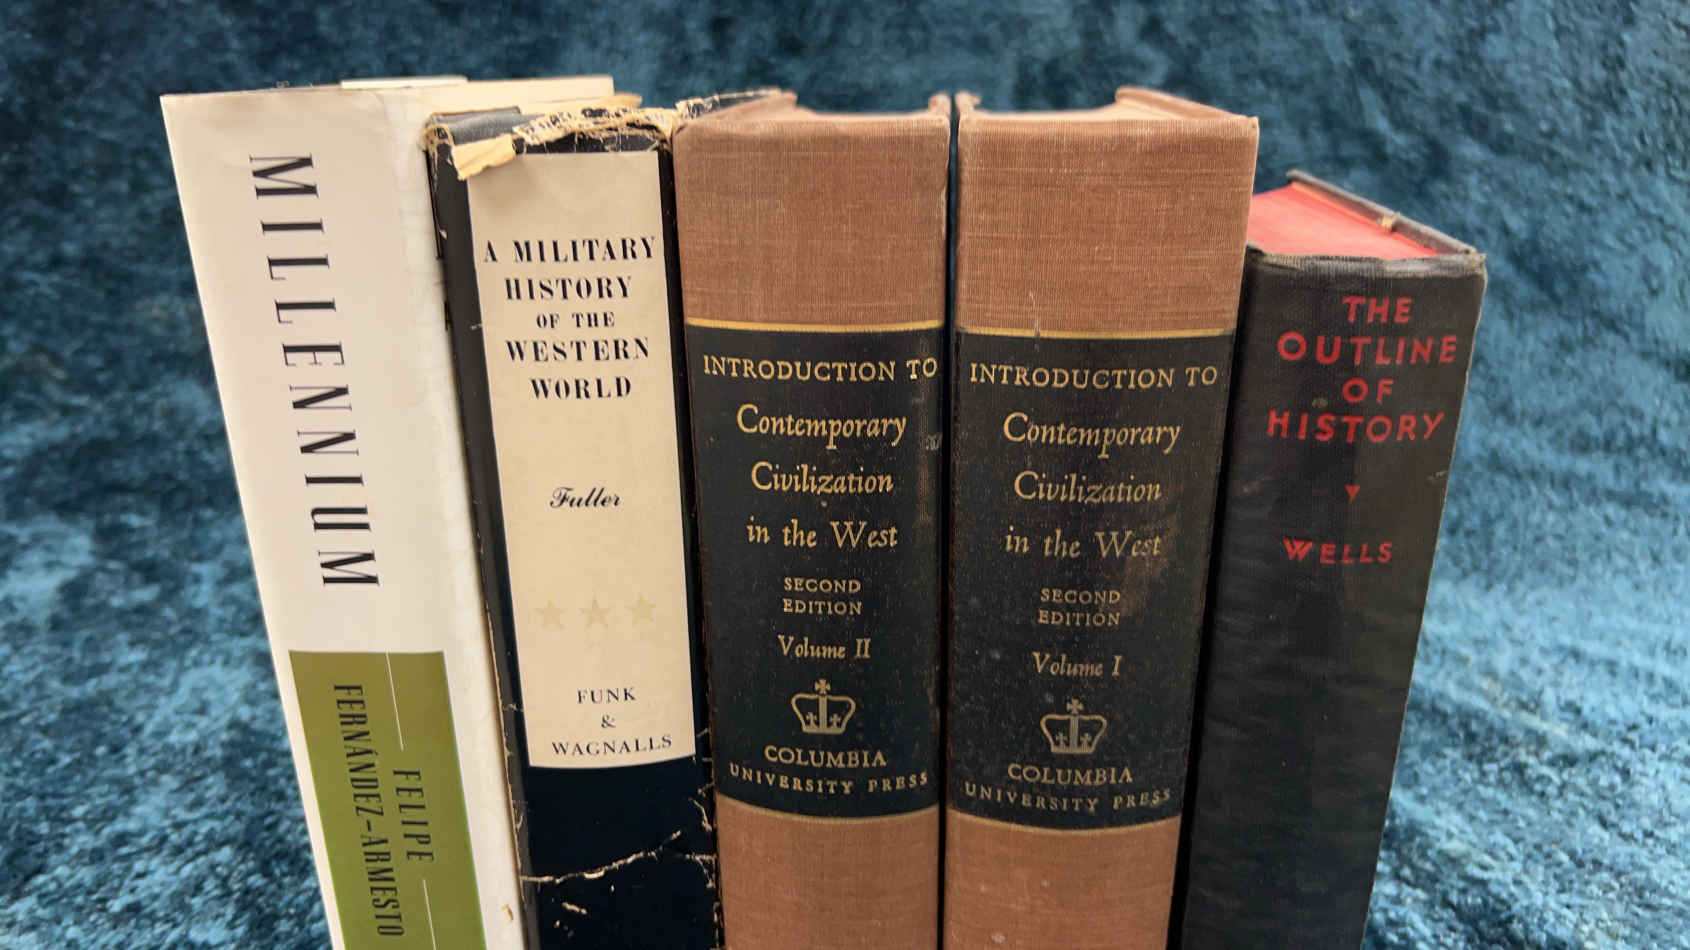 MILLENNIUM
FELIPE
FERNÁNDEZ-ARMESTO
A MILITARY
HISTORY
OF THE
WESTERN
WORLD
Fuller
FUNK
&
WAGNALLS
INTRODUCTION TO
Contemporary
Civilization
in the West
SECOND
EDITION
Volume II
COLUMBIA
UNIVERSITY PRESS
INTRODUCTION TO
Contemporary
Civilization
in the West
SECOND
EDITION
Volume I
COLUMBIA
UNIVERSITY PRESS
THE
OUTLINE
OF
HISTORY
WELLS